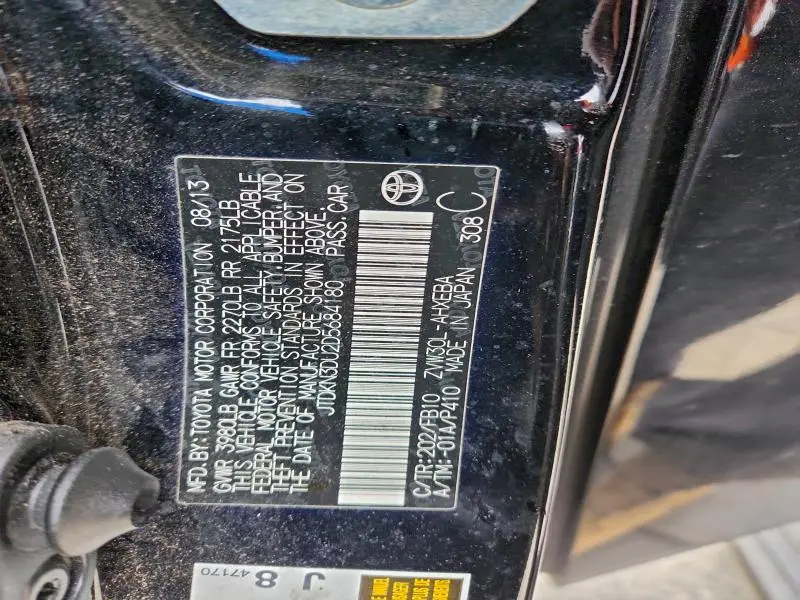 MFD. BY: TOYOTA MOTOR CORPORATION 08/13
GVWR 3980LB GAWR FR 2270LB RR 2175LB
THIS VEHICLE CONFORMS TO ALL APPLICABLE
FEDERAL MOTOR VEHICLE SAFETY, BUMPER, AND
THEFT PREVENTION STANDARDS IN EFFECT ON
THE DATE OF MANUFACTURE SHOWN ABOVE.
JTDKN3DU2D5684180 PASS. CAR
C/TR:202/FB10 ZVW30L-AHXEBA
A/TM:-01A/P410 MADE IN JAPAN 308 C
J 8
47170